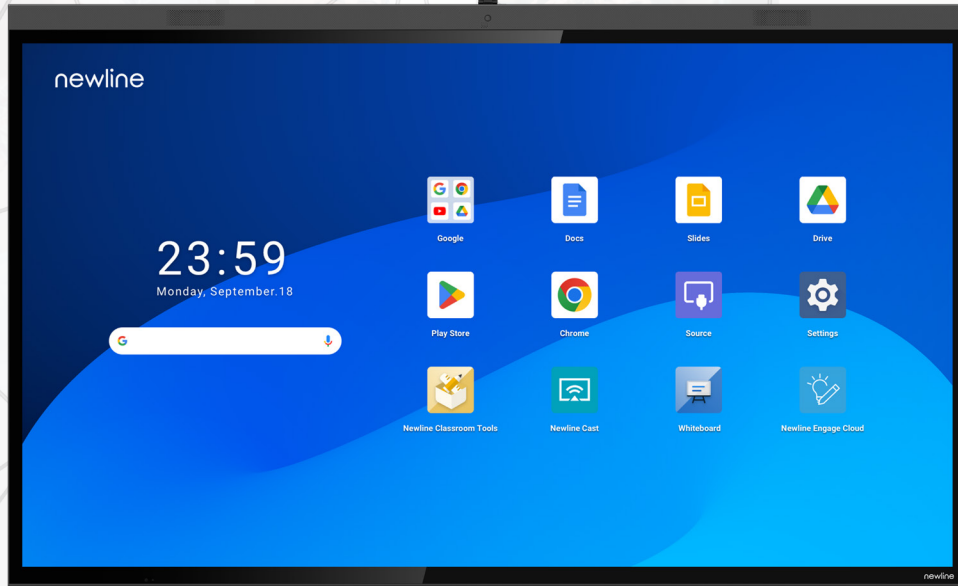 newline
23:59
Monday, September.18
Google
Docs
Slides
Drive
Play Store
Chrome
Source
Settings
Newline Classroom Tools
Newline Cast
Whiteboard
Newline Engage Cloud
newline